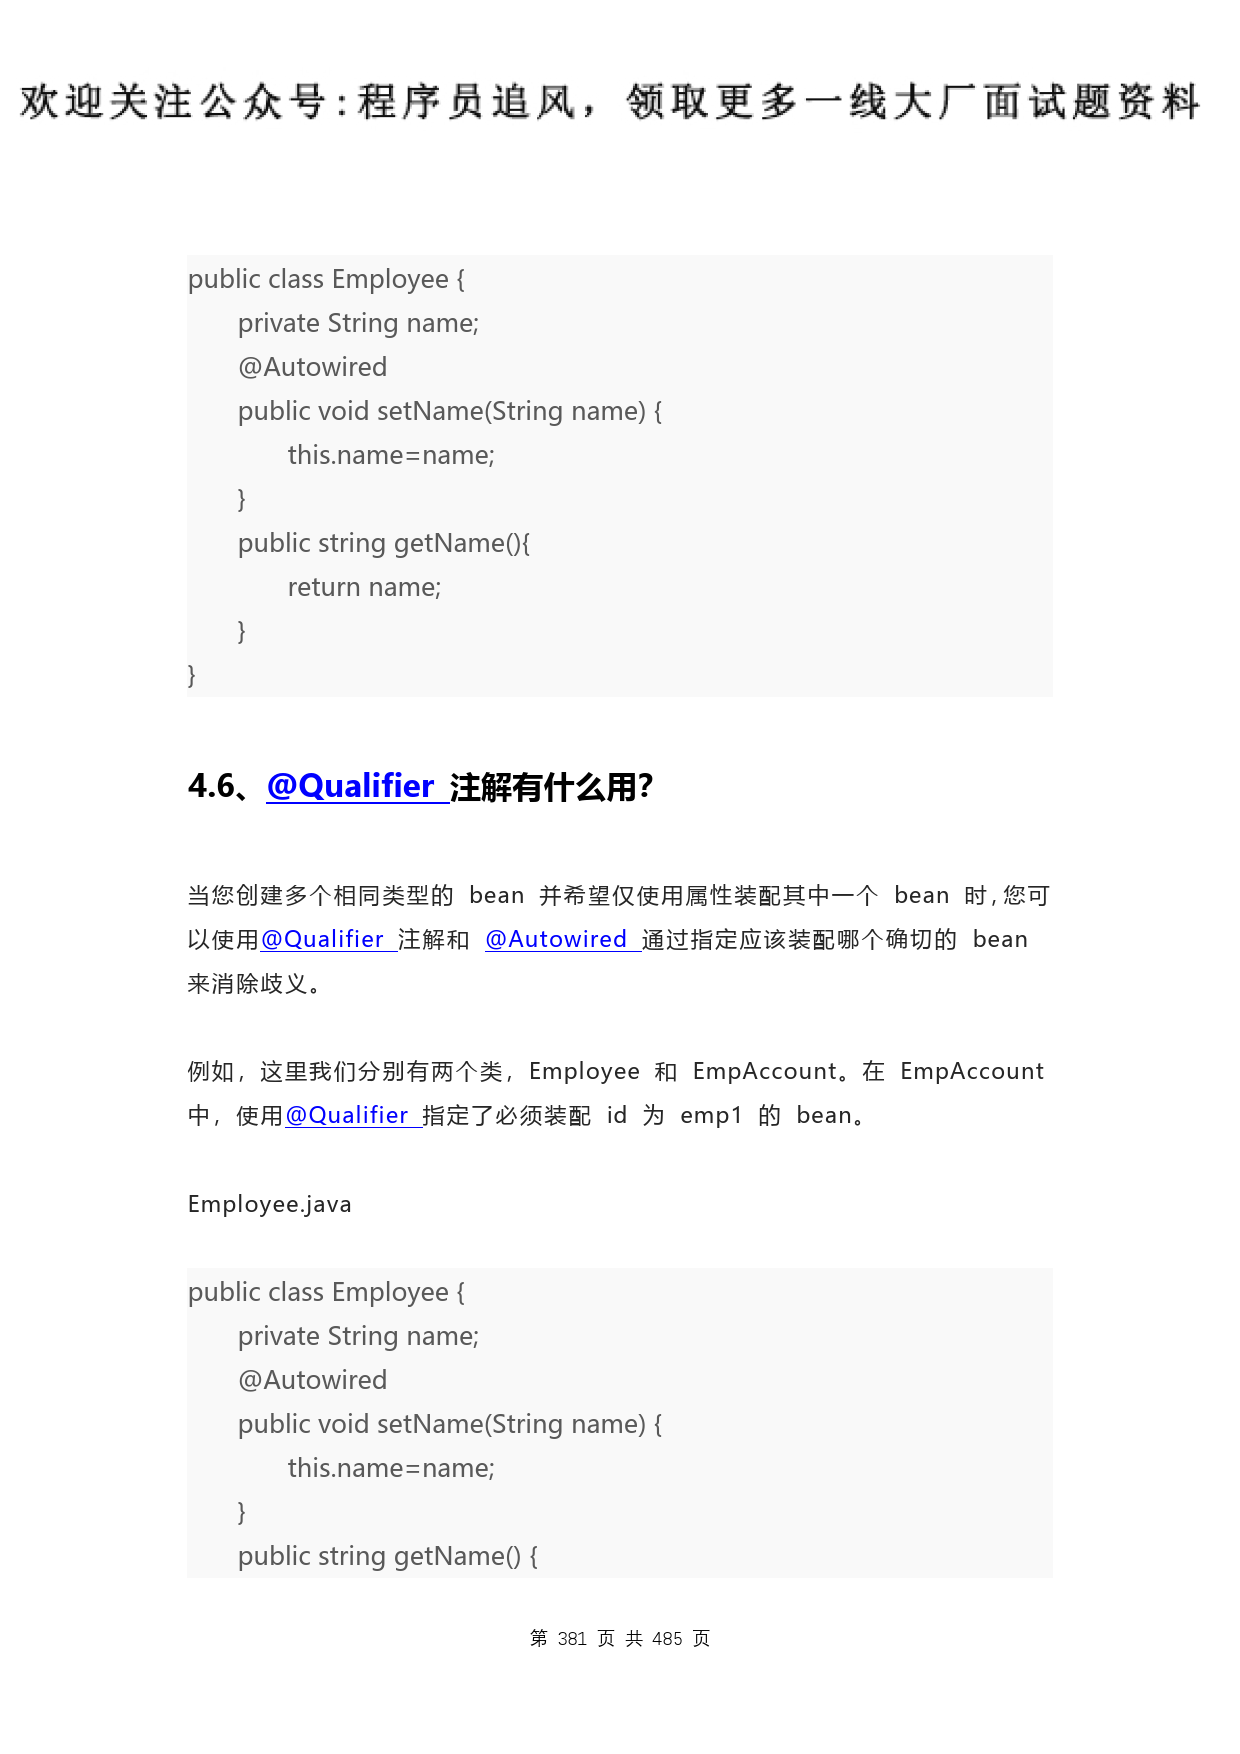 欢迎关注公众号:程序员追风，领取更多一线大厂面试题资料
public class Employee {
private String name;
@Autowired
public void setName(String name) {
this.name=name;
}
public string getName(){
return name;
}
}
4.6、@Qualifier 注解有什么用？
当您创建多个相同类型的 bean 并希望仅使用属性装配其中一个 bean 时，您可
以使用@Qualifier 注解和 @Autowired 通过指定应该装配哪个确切的 bean
来消除歧义。
例如，这里我们分别有两个类，Employee 和 EmpAccount。在 EmpAccount
中，使用@Qualifier 指定了必须装配 id 为 emp1 的 bean。
Employee.java
public class Employee {
private String name;
@Autowired
public void setName(String name) {
this.name=name;
}
public string getName() {
第 381 页 共 485 页